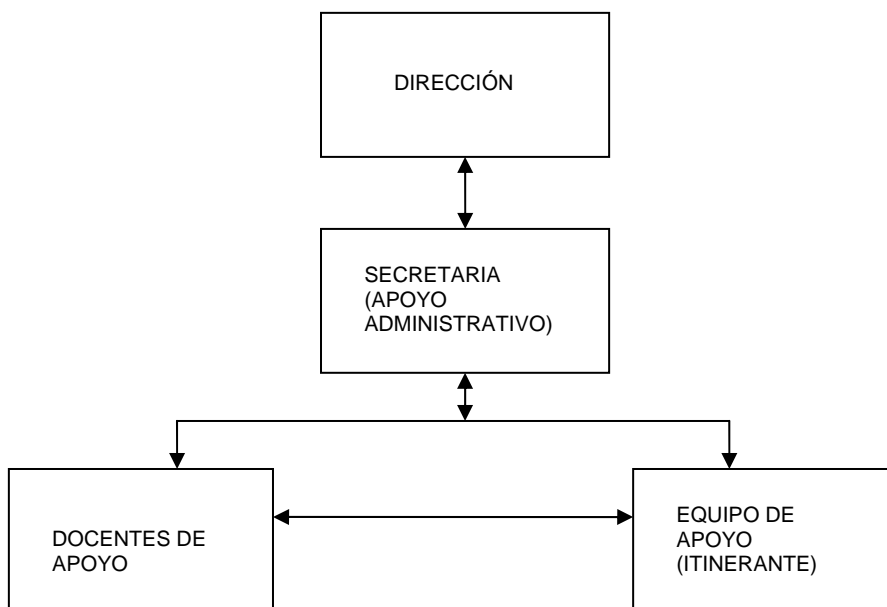 DIRECCIÓN
SECRETARIA
(APOYO
ADMINISTRATIVO)
DOCENTES DE
APOYO
EQUIPO DE
APOYO
(ITINERANTE)